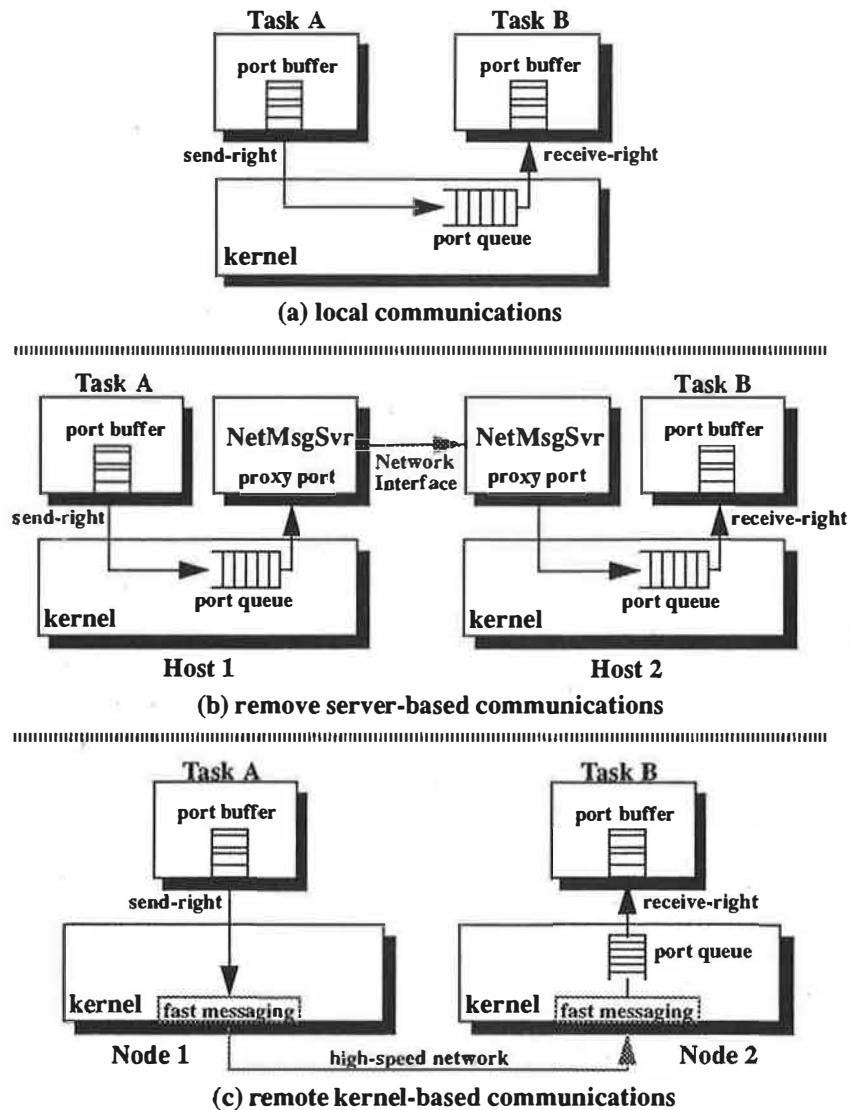 Task A
Task B
port buffer
port buffer
send-right
receive-right
port queue
kernel
(a) local communications
Task A
Task B
port buffer
NetMsgSvr
proxy port
Network
Interface
NetMsgSvr
proxy port
port buffer
send-right
receive-right
port queue
kernel
port queue
kernel
Host 1
Host 2
(b) remove server-based communications
Task A
Task B
port buffer
port buffer
send-right
receive-right
port queue
kernel
fast messaging
kernel
fast messaging
Node 1
high-speed network
Node 2
(c) remote kernel-based communications